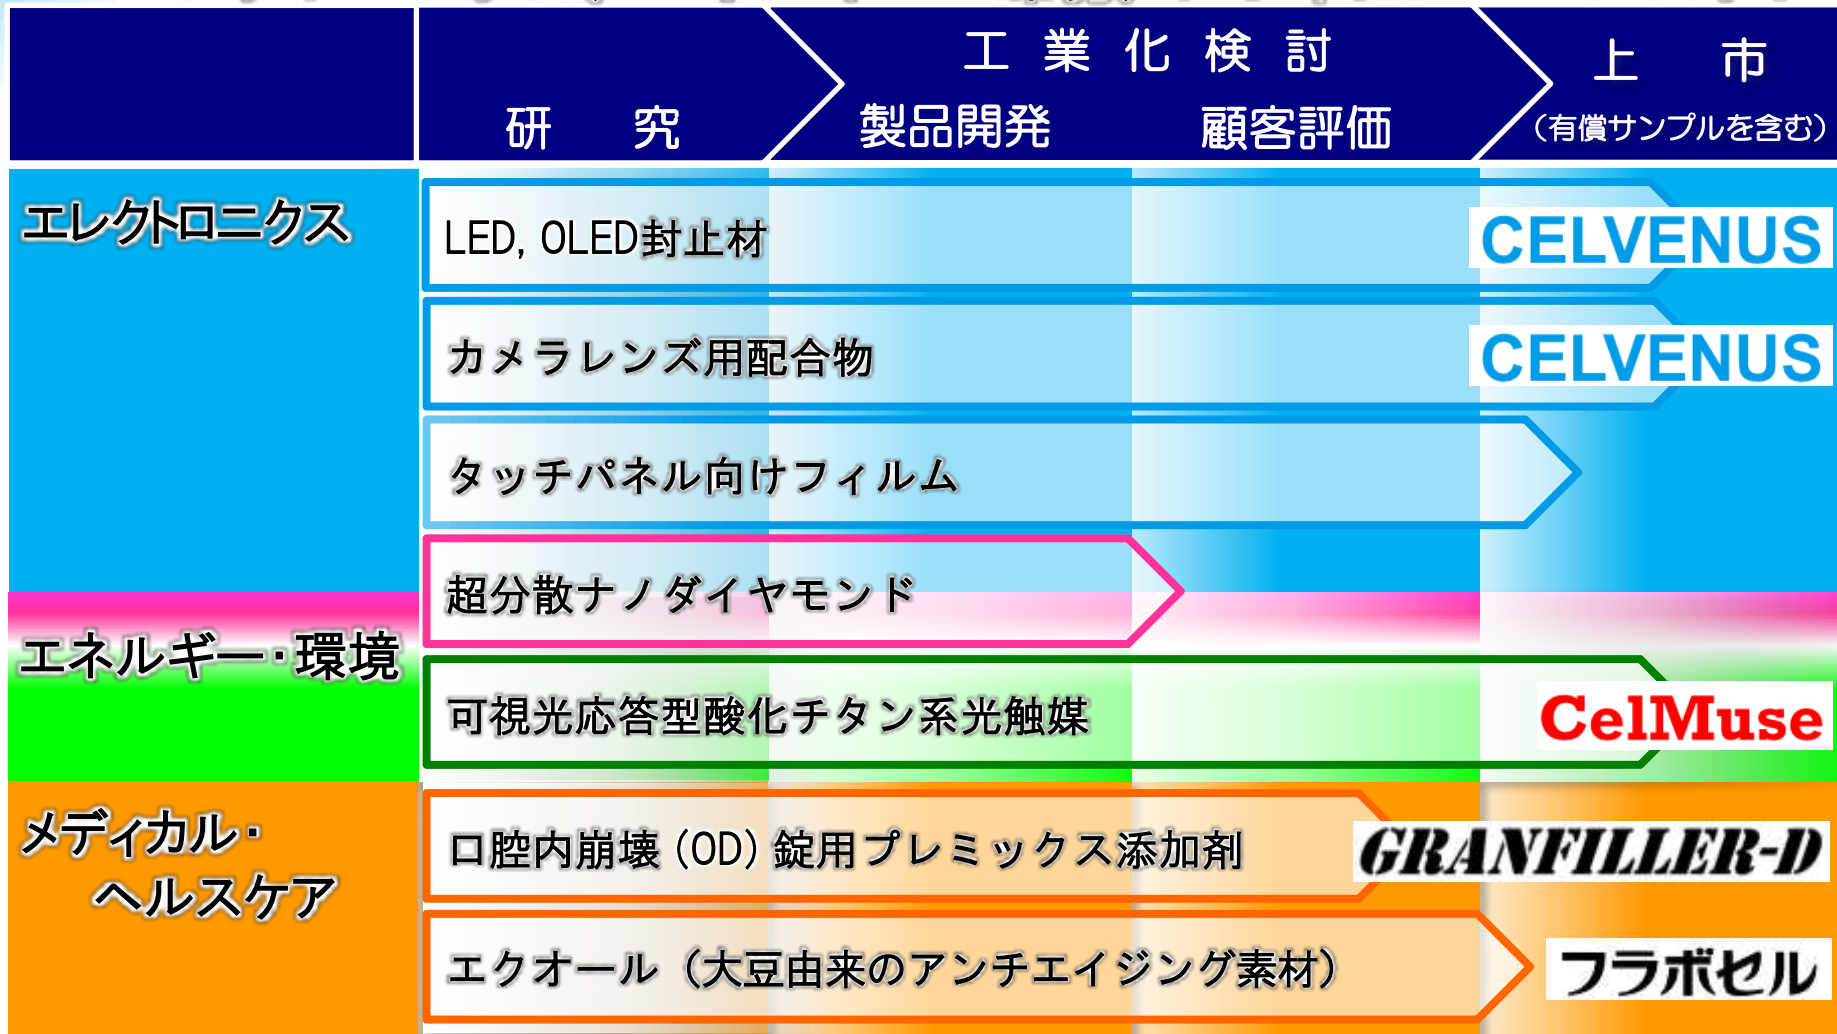 工業化検討
上市
研究
製品開発
顧客評価
(有償サンプルを含む)
エレクトロニクス
LED, OLED封止材
CELVENUS
カメラレンズ用配合物
CELVENUS
タッチパネル向けフィルム
超分散ナノダイヤモンド
エネルギー・環境
可視光応答型酸化チタン系光触媒
CelMuse
メディカル・
ヘルスケア
口腔内崩壊(OD)錠用プレミックス添加剤
GRANFILLER-D
エクオール(大豆由来のアンチエイジング素材)
フラボセル